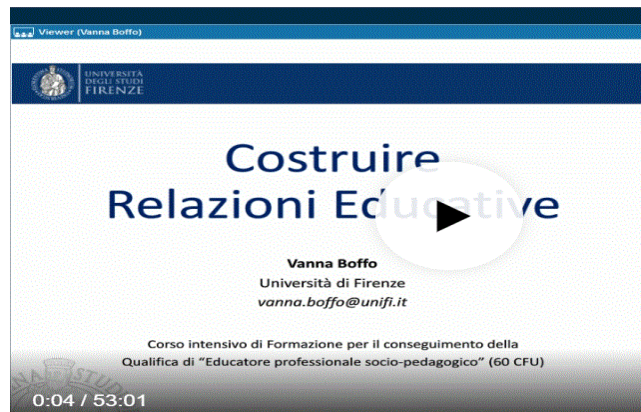 Viewer (Vanna Boffo)
UNIVERSITÀ
DEGLI STUDI
FIRENZE
Costruire
Relazioni Educative
Vanna Boffo
Università di Firenze
vanna.boffo@unifi.it
Corso intensivo di Formazione per il conseguimento della
Qualifica di "Educatore professionale socio-pedagogico" (60 CFU)
0:04 / 53:01